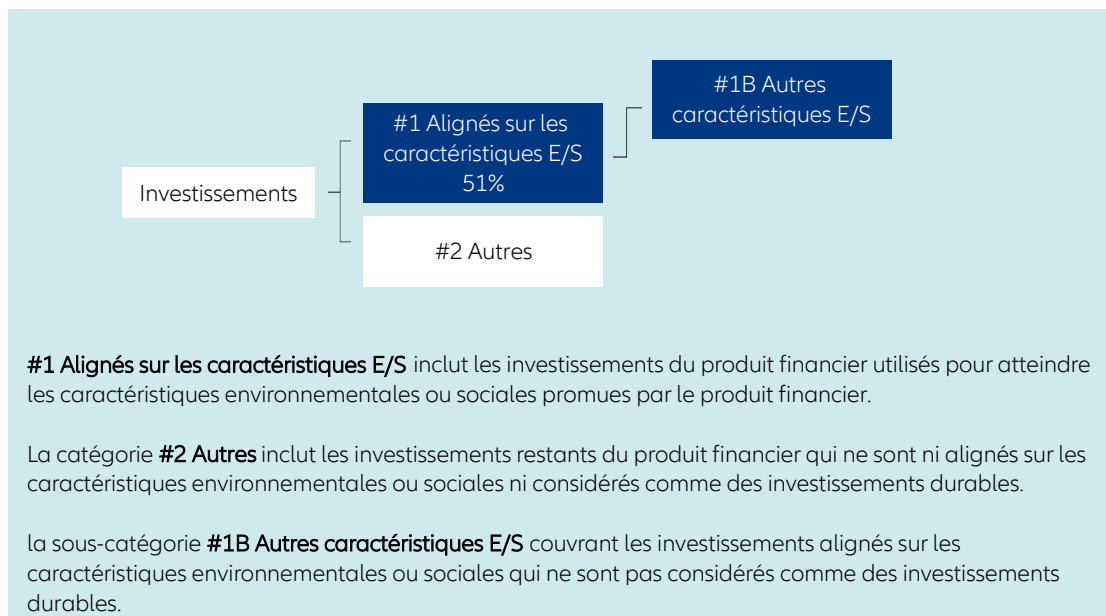 #1B Autres
caractéristiques E/S
#1 Alignés sur les
caractéristiques E/S
51%
Investissements
#2 Autres
#1 Alignés sur les caractéristiques E/S inclut les investissements du produit financier utilisés pour atteindre
les caractéristiques environnementales ou sociales promues par le produit financier.
La catégorie #2 Autres inclut les investissements restants du produit financier qui ne sont ni alignés sur les
caractéristiques environnementales ou sociales ni considérés comme des investissements durables.
la sous-catégorie #1B Autres caractéristiques E/S couvrant les investissements alignés sur les
caractéristiques environnementales ou sociales qui ne sont pas considérés comme des investissements
durables.